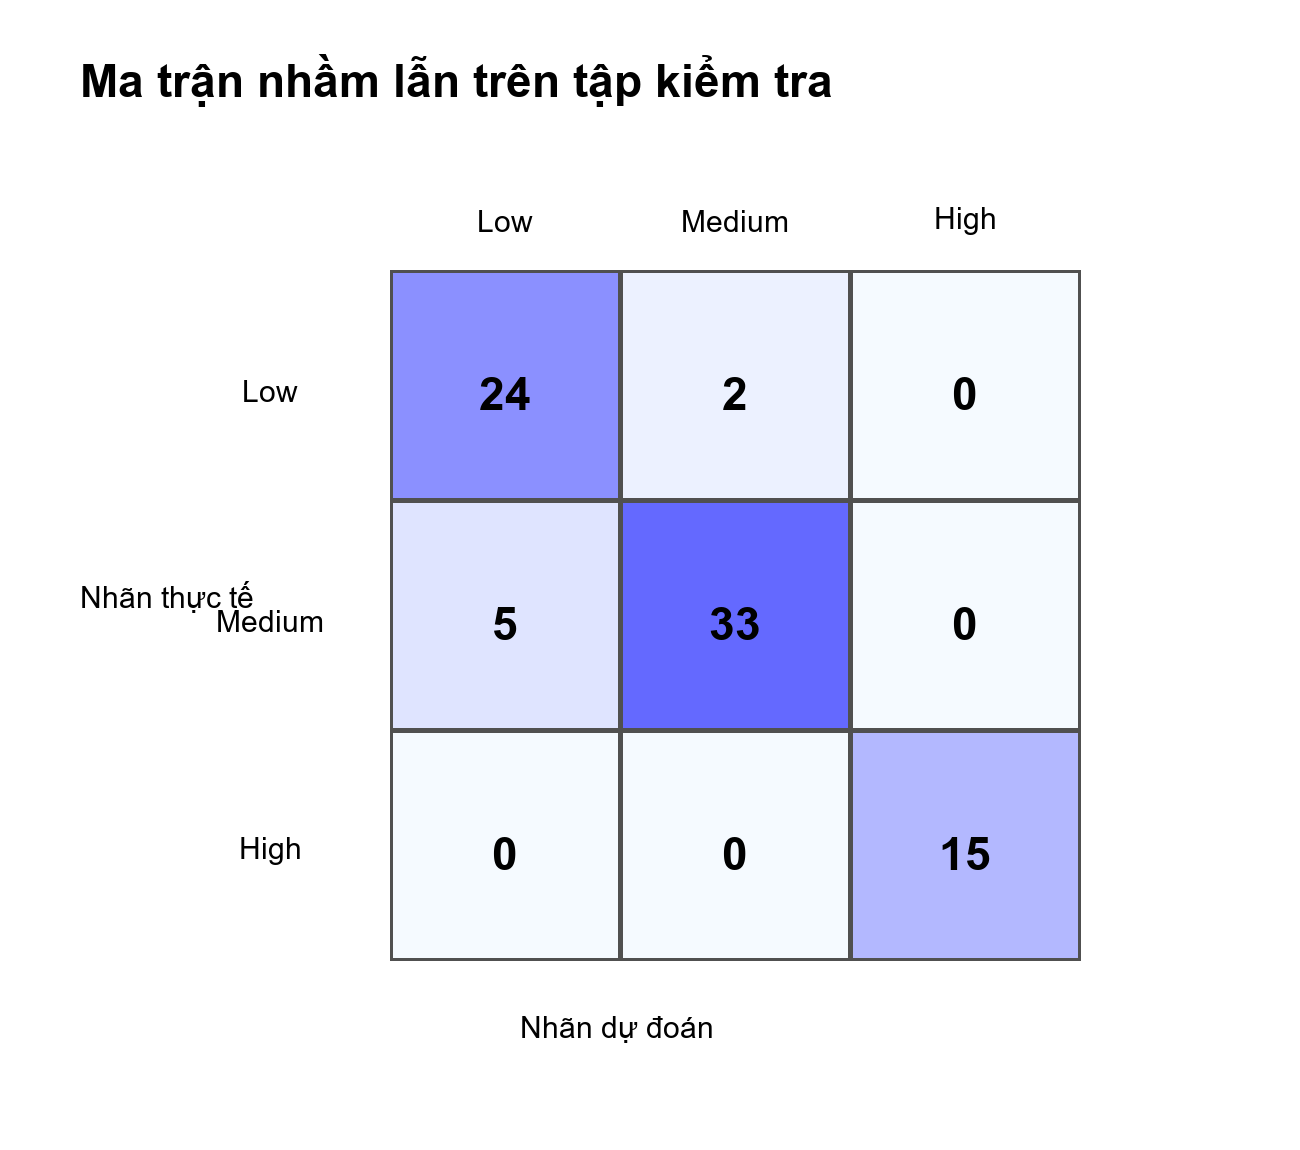 Ma trận nhầm lẫn trên tập kiểm tra
Low Medium High
Low 24 2 0
Nhãn thực tế
Medium 5 33 0
High 0 0 15
Nhãn dự đoán